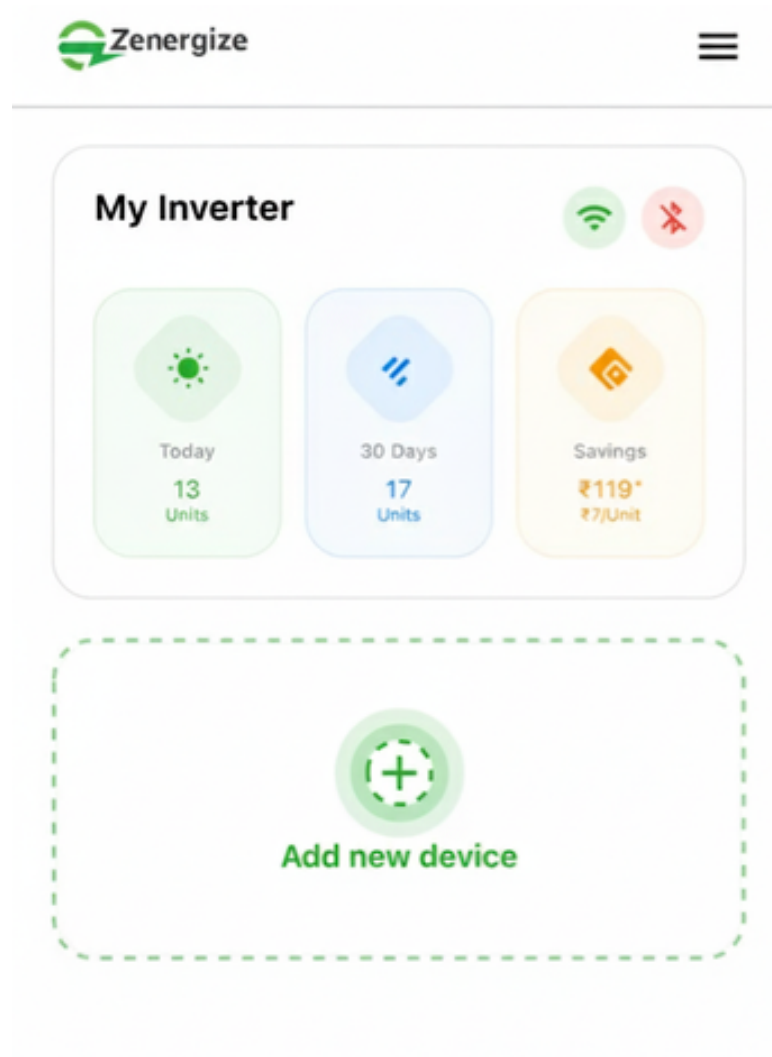 Zenergize
My Inverter
Today
13
Units
30 Days
17
Units
Savings
₹119*
₹7/Unit
Add new device